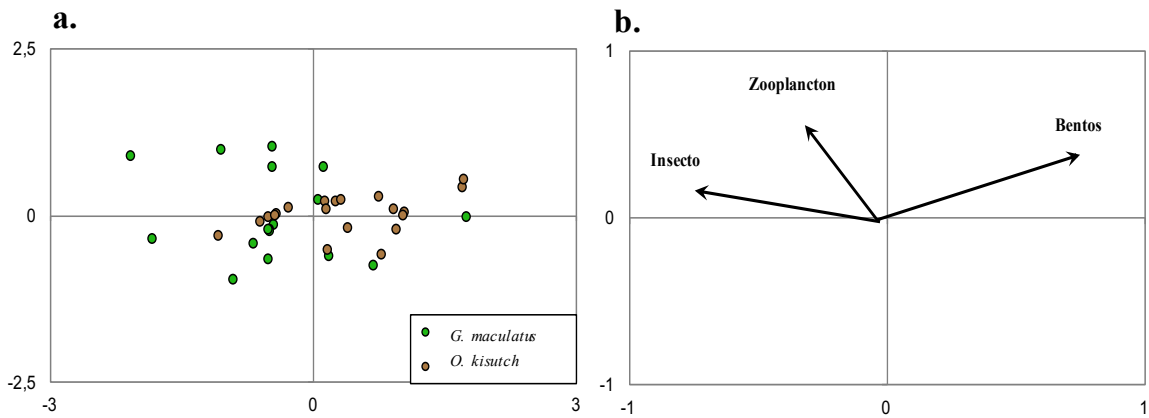 a.
2,5
0
-2,5
-3
0
3
G. maculatus
O. kisutch
b.
1
0
-1
-1
0
1
Zooplancton
Bentos
Insecto